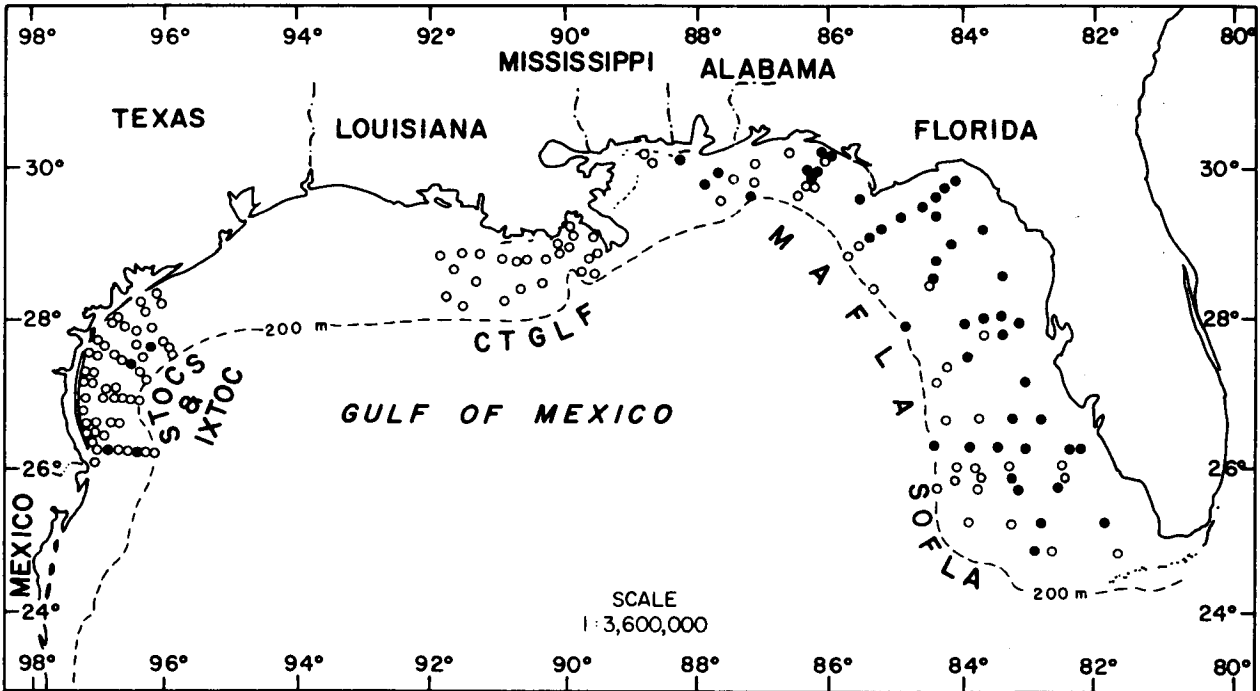 98° 96° 94° 92° 90° 88° 86° 84° 82° 80°
MISSISSIPPI
ALABAMA
TEXAS
LOUISIANA
FLORIDA
30° 30°
28° 28°
200 m
CTGLF
MAFLA
STOCS
&
IXTOC
GULF OF MEXICO
26° 26°
SOFLA
MEXICO
200 m
SCALE
1:3,600,000
24° 24°
98° 96° 94° 92° 90° 88° 86° 84° 82° 80°